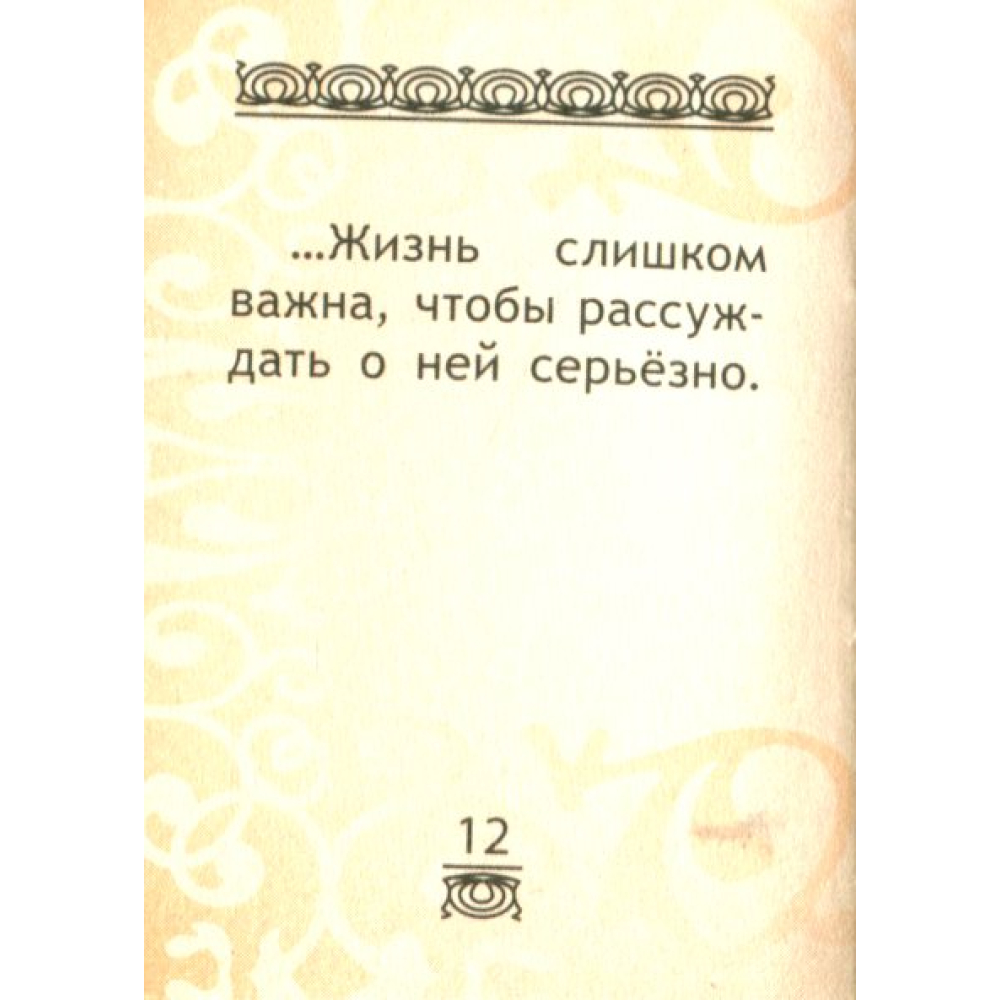 ...Жизнь слишком
важна, чтобы рассуж-
дать о ней серьёзно.
12